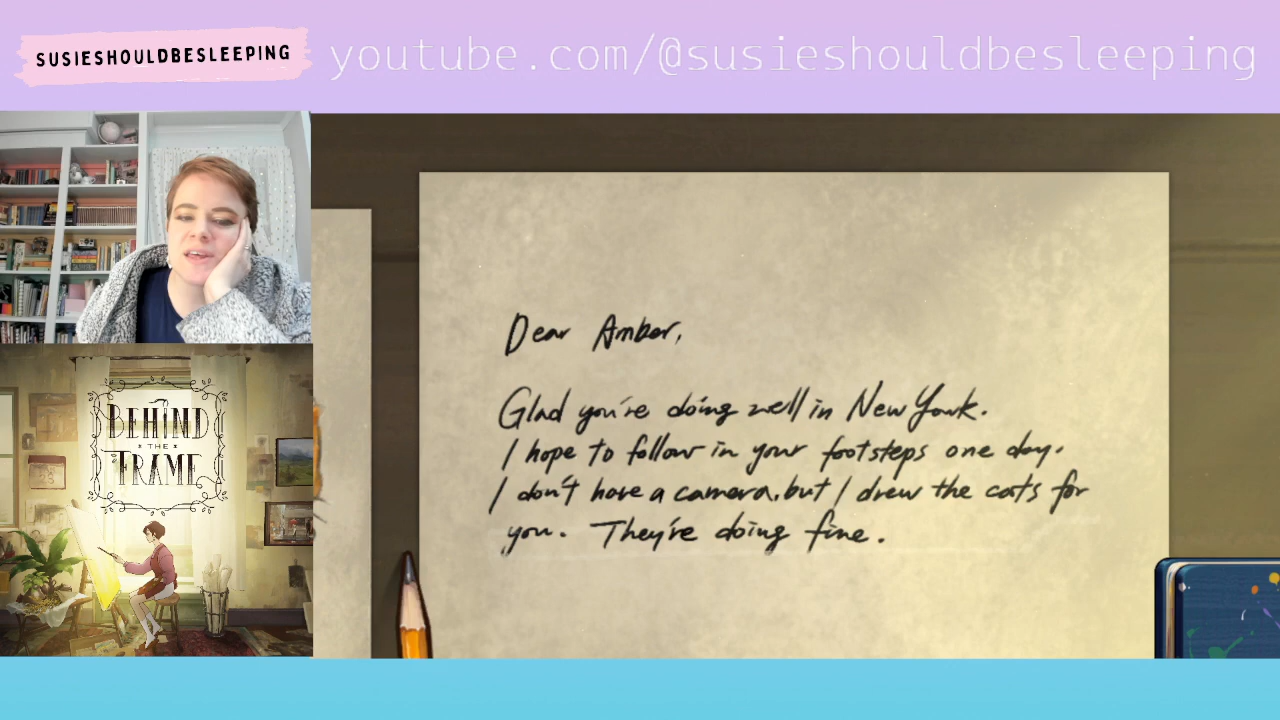 SUSIESHOULDBESLEEPING
youtube.com/@susieshouldbesleeping
BEHIND
THE
FRAME
Dear Amber,
Glad you're doing well in New York.
I hope to follow in your footsteps one day.
I don't have a camera, but I drew the cats for
you. They're doing fine.